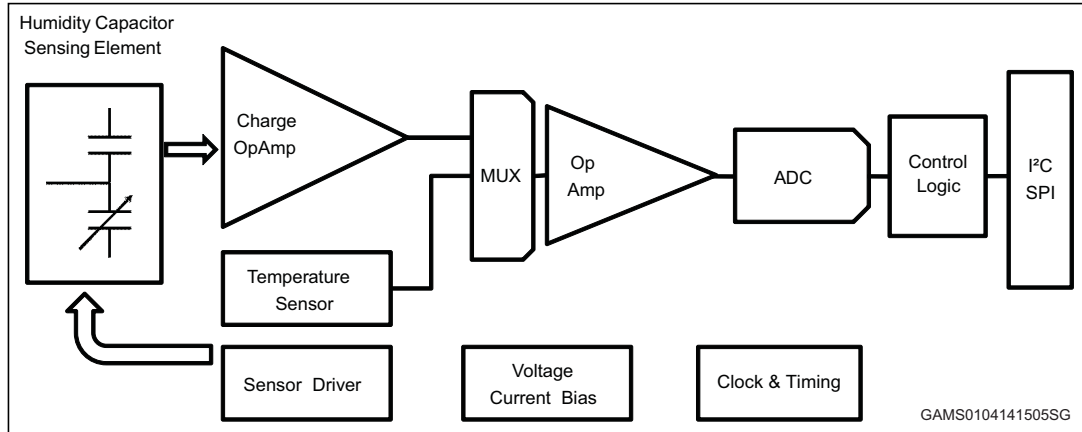 Humidity Capacitor
Sensing Element
Charge
OpAmp
MUX
Op
Amp
ADC
Control
Logic
I²C
SPI
Temperature
Sensor
Sensor Driver
Voltage
Current Bias
Clock & Timing
GAMS0104141505SG